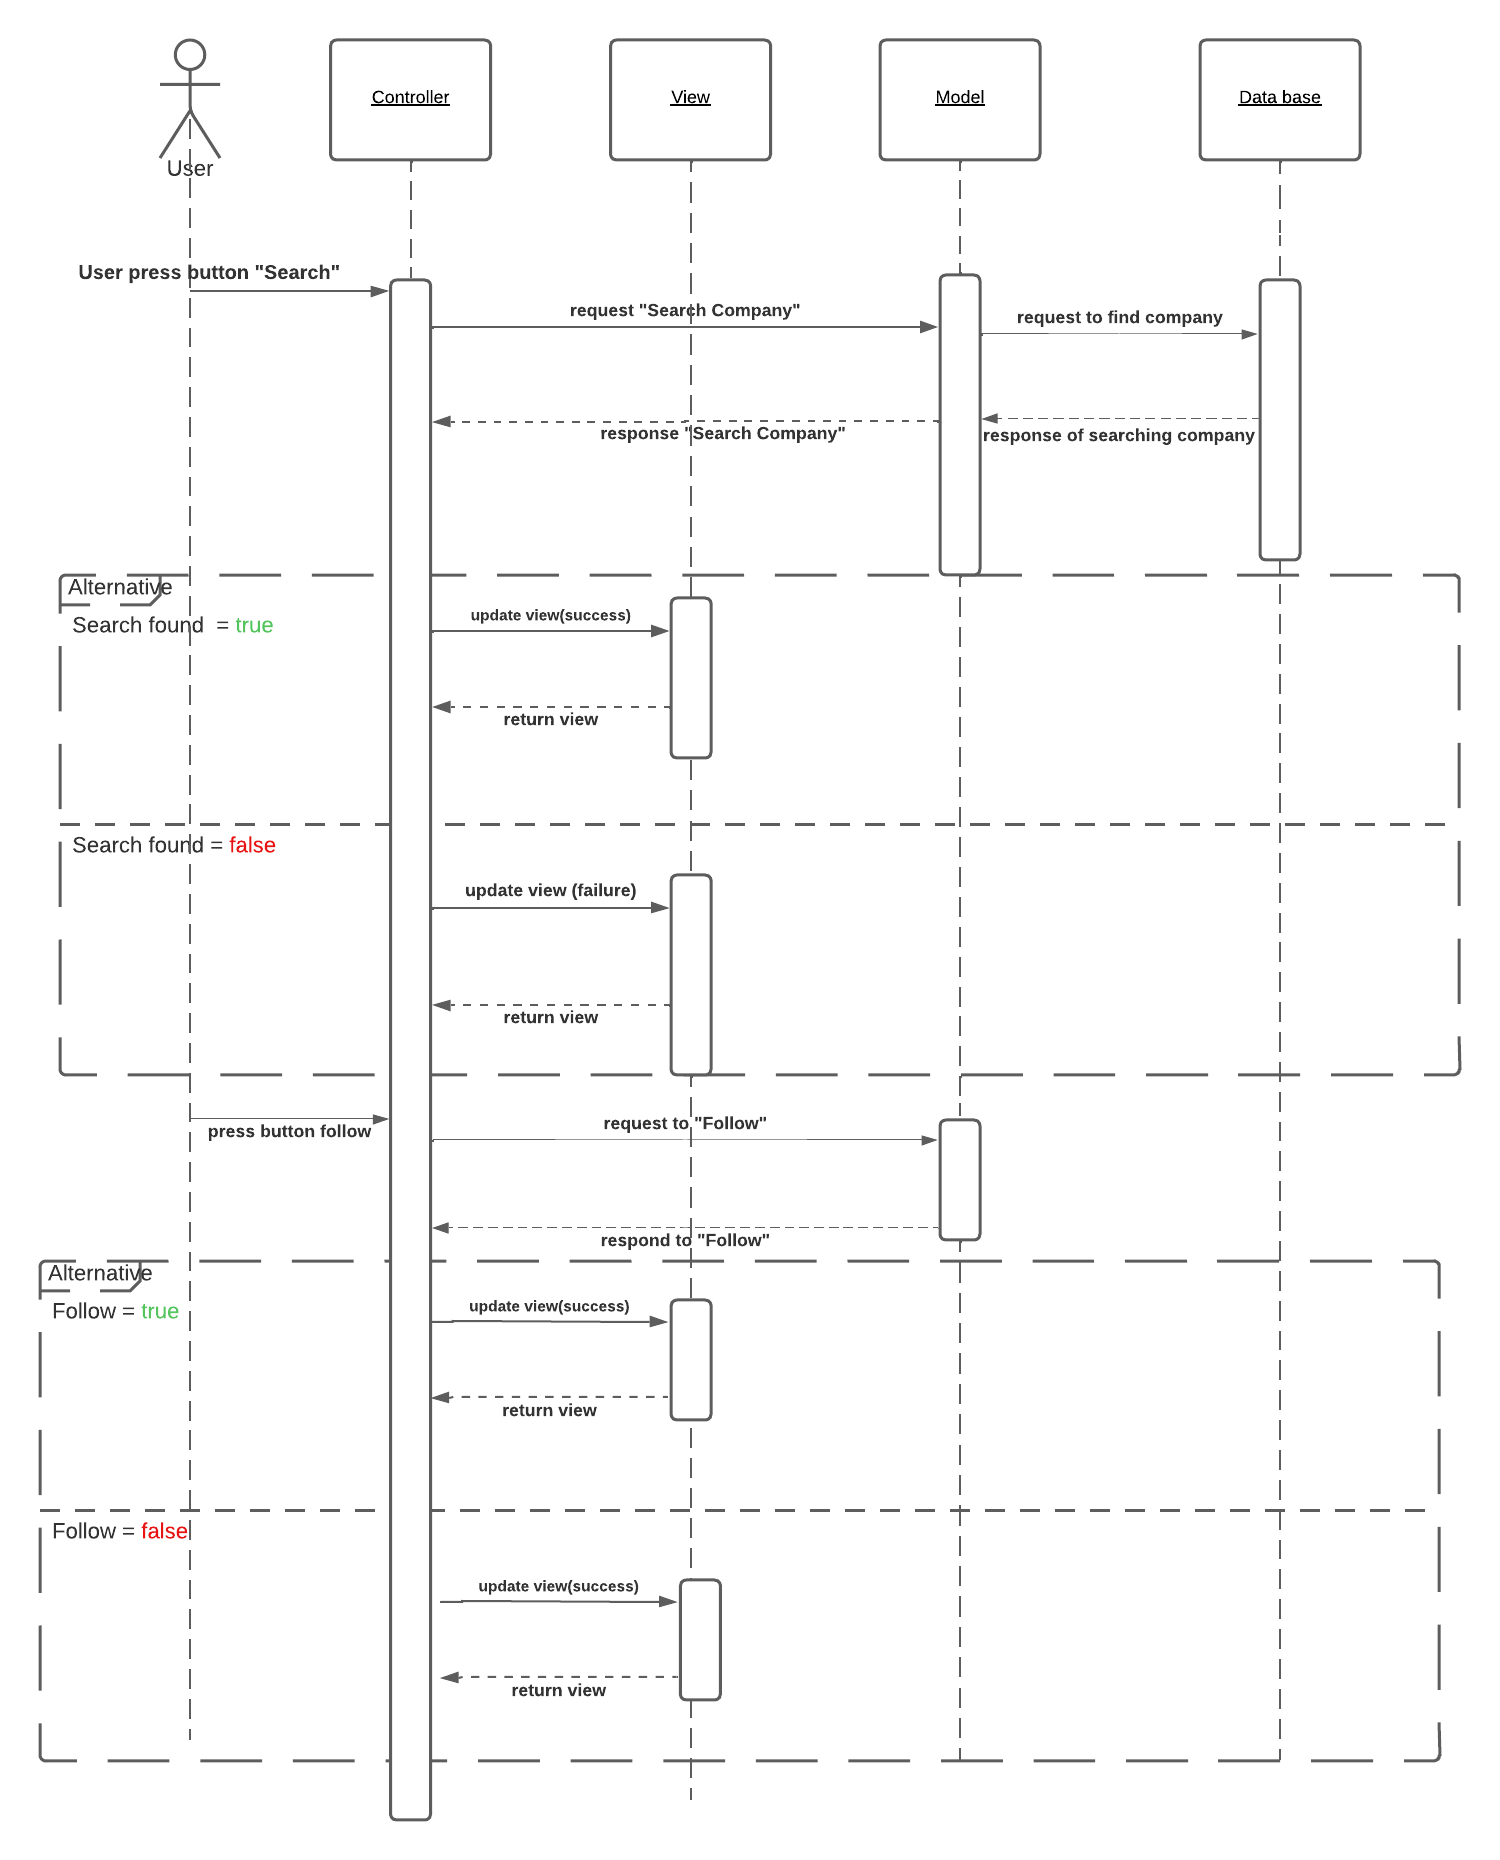 User
Controller
View
Model
Data base
User press button "Search"
request "Search Company"
request to find company
response "Search Company"
response of searching company
Alternative
Search found  = true
update view(success)
return view
Search found = false
update view (failure)
return view
press button follow
request to "Follow"
respond to "Follow"
Alternative
Follow = true
update view(success)
return view
Follow = false
update view(success)
return view